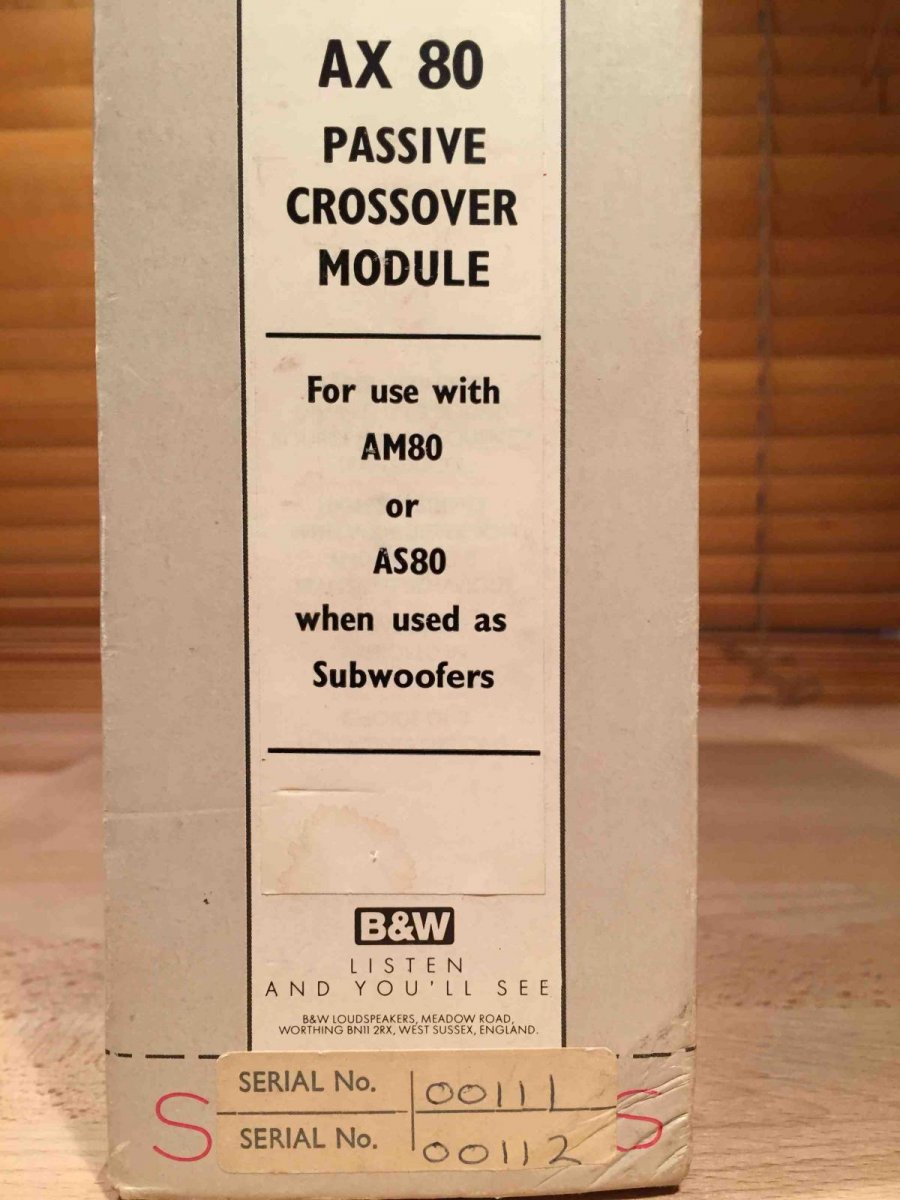 AX 80
PASSIVE
CROSSOVER
MODULE
For use with
AM80
or
AS80
when used as
Subwoofers
B&W
LISTEN
AND YOU'LL SEE
B&W LOUDSPEAKERS, MEADOW ROAD,
WORTHING BN11 2RX, WEST SUSSEX, ENGLAND.
SERIAL No. 00111
S S
SERIAL No. 00112